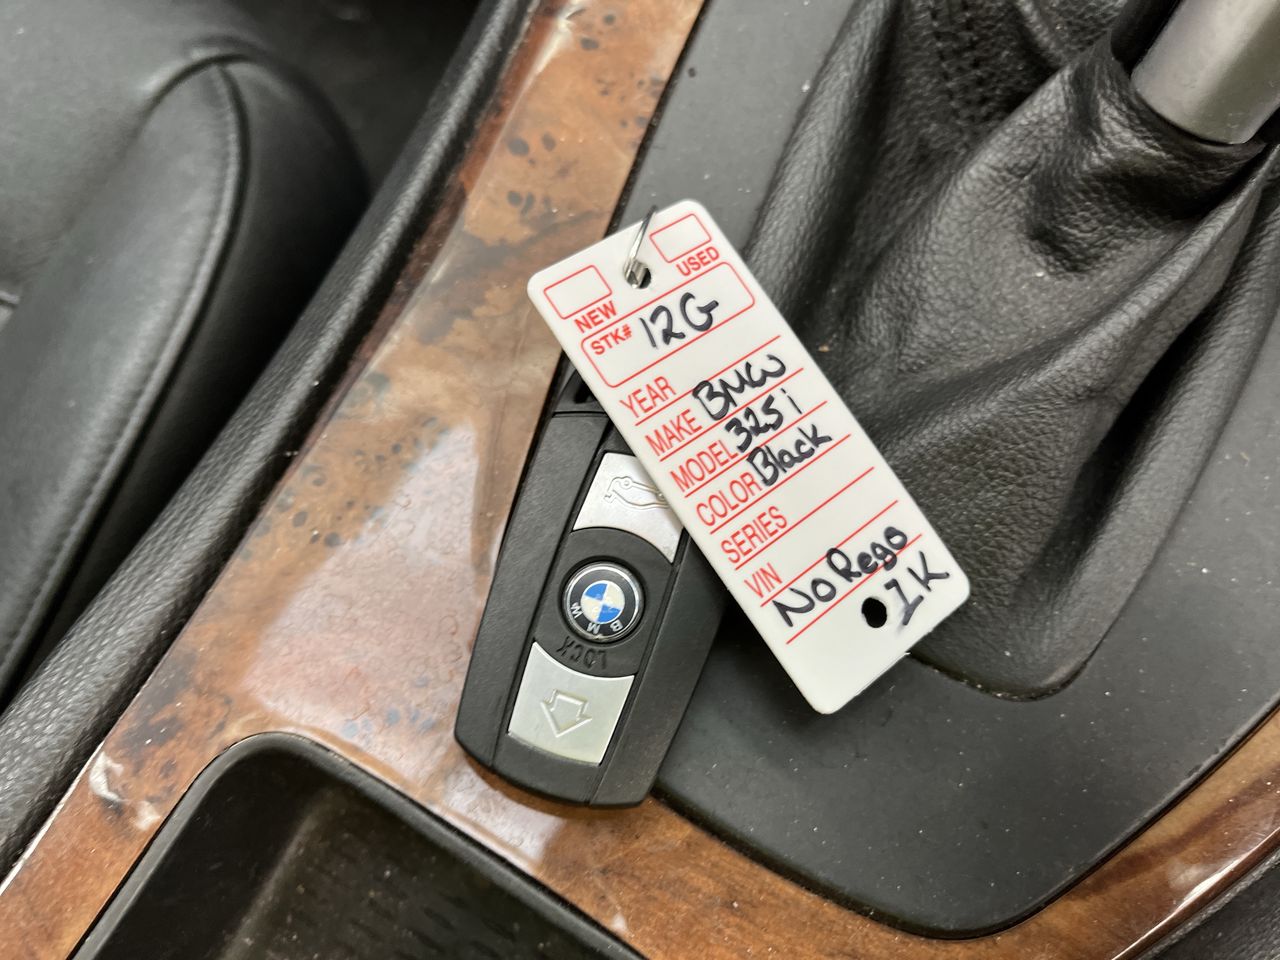 NEW USED
STK# 12G
YEAR
MAKE BMW
MODEL 325i
COLOR Black
SERIES
VIN
No Rego
1K
BMW
LOCK